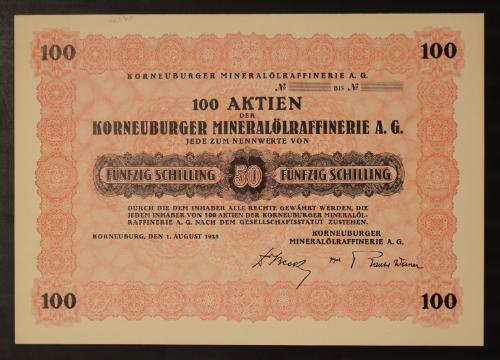 100 100
KORNEUBURGER MINERALÖLRAFFINERIE A. G.
№ BIS №
100 AKTIEN
DER
KORNEUBURGER MINERALÖLRAFFINERIE A. G.
JEDE ZUM NENNWERTE VON
FÜNFZIG SCHILLING 50 FÜNFZIG SCHILLING
DURCH DIE DEM INHABER ALLE RECHTE GEWÄHRT WERDEN, DIE
JEDEM INHABER VON 100 AKTIEN DER KORNEUBURGER MINERALÖL-
RAFFINERIE A. G. NACH DEM GESELLSCHAFTSSTATUT ZUSTEHEN.
KORNEUBURG, DEN 1. AUGUST 1925
KORNEUBURGER
MINERALÖLRAFFINERIE A. G.
100 100